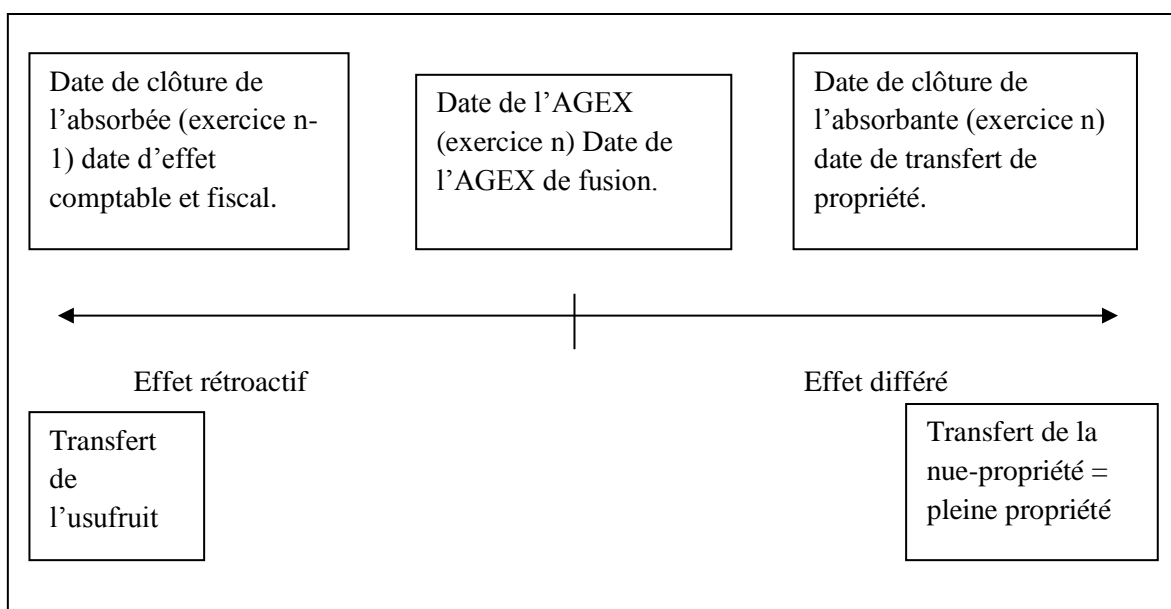 Date de clôture de
l’absorbée (exercice n-
1) date d’effet
comptable et fiscal.
Date de l’AGEX
(exercice n) Date de
l’AGEX de fusion.
Date de clôture de
l’absorbante (exercice n)
date de transfert de
propriété.
Effet rétroactif
Effet différé
Transfert
de
l’usufruit
Transfert de la
nue-propriété =
pleine propriété